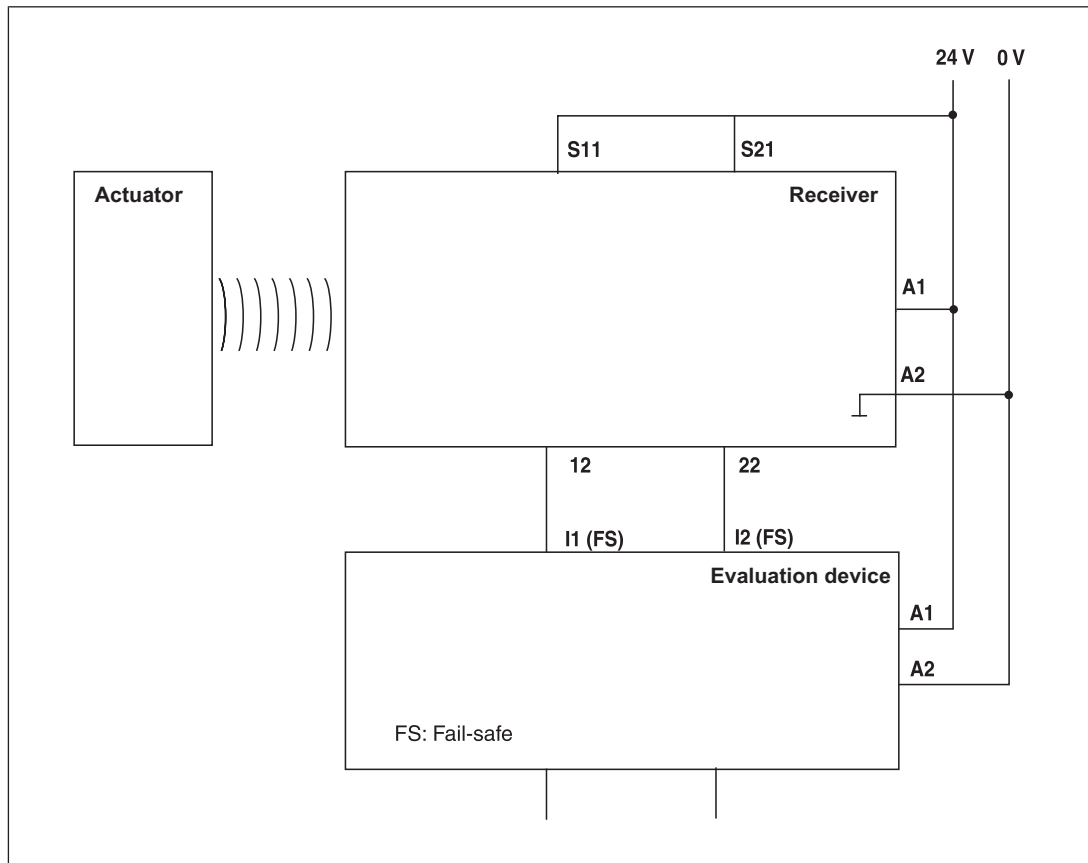 24 V 0 V
S11 S21
Actuator Receiver
A1
A2
12 22
I1 (FS) I2 (FS)
Evaluation device
A1
A2
FS: Fail-safe